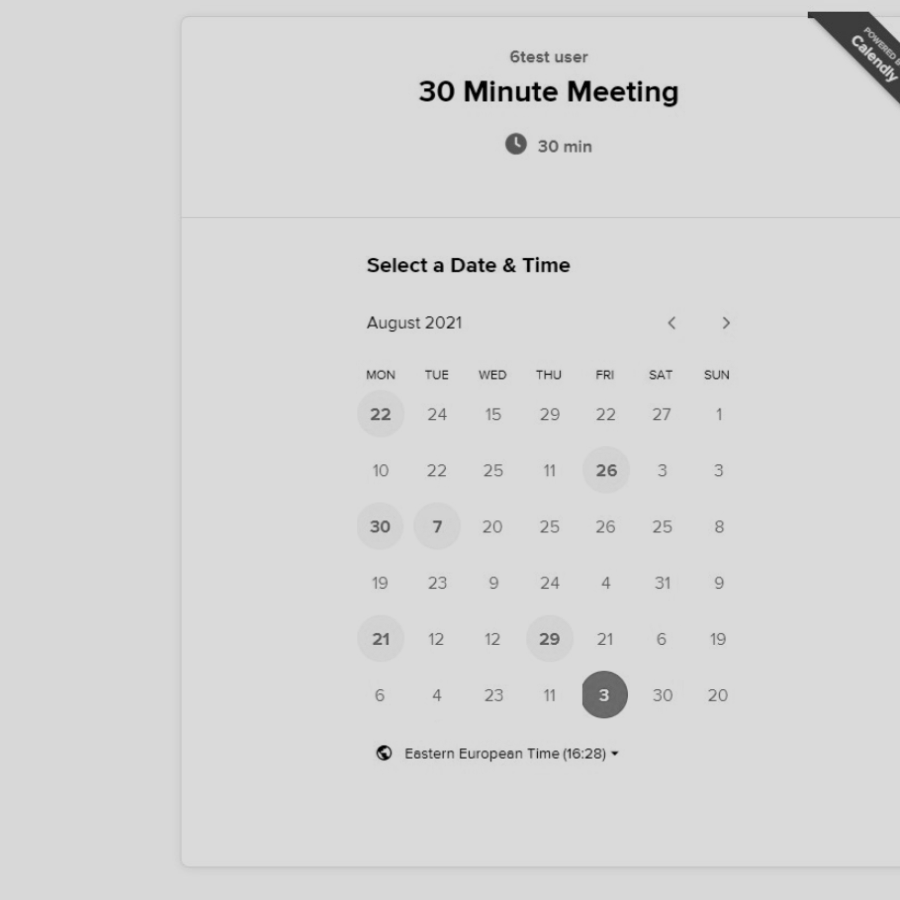 POWERED
Calendly
6test user
30 Minute Meeting
30 min
Select a Date & Time
August 2021
MON TUE WED THU FRI SAT SUN
22 24 15 29 22 27 1
10 22 25 11 26 3 3
30 7 20 25 26 25 8
19 23 9 24 4 31 9
21 12 12 29 21 6 19
6 4 23 11 3 30 20
Eastern European Time (16:28)